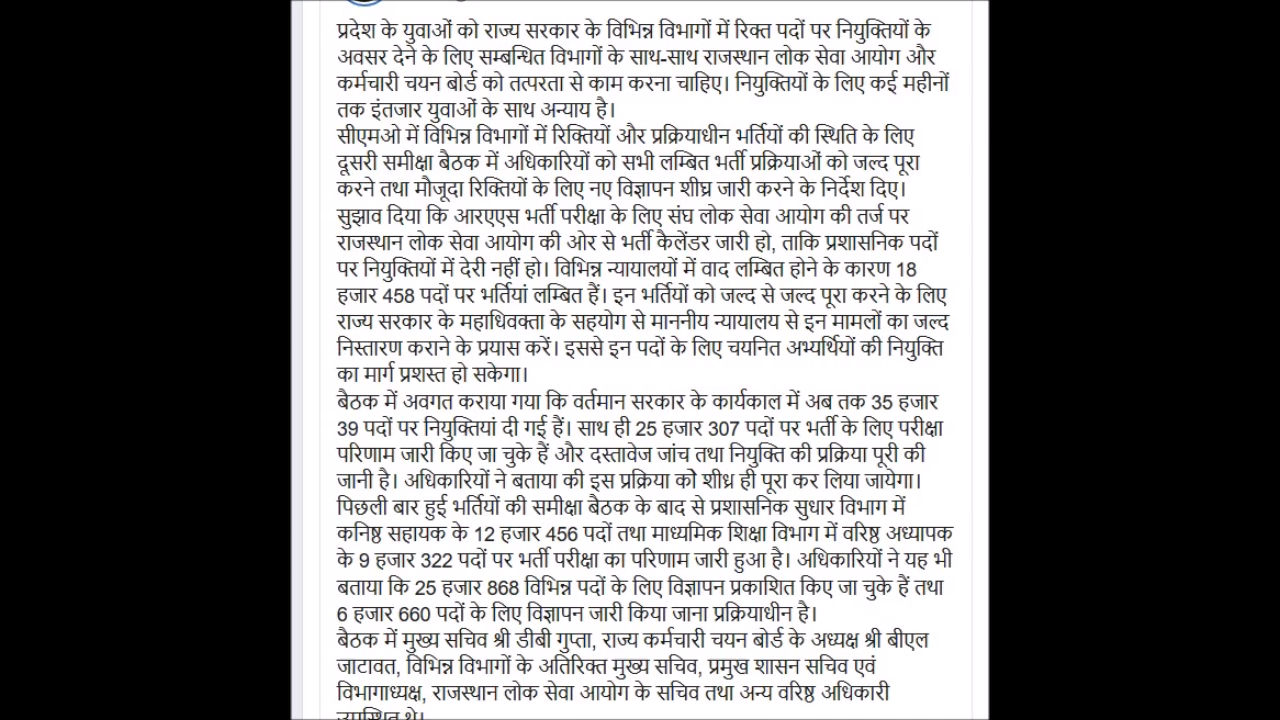 प्रदेश के युवाओं को राज्य सरकार के विभिन्न विभागों में रिक्त पदों पर नियुक्तियों के
अवसर देने के लिए सम्बन्धित विभागों के साथ-साथ राजस्थान लोक सेवा आयोग और
कर्मचारी चयन बोर्ड को तत्परता से काम करना चाहिए। नियुक्तियों के लिए कई महीनों
तक इंतजार युवाओं के साथ अन्याय है।
सीएमओ में विभिन्न विभागों में रिक्तियों और प्रक्रियाधीन भर्तियों की स्थिति के लिए
दूसरी समीक्षा बैठक में अधिकारियों को सभी लम्बित भर्ती प्रक्रियाओं को जल्द पूरा
करने तथा मौजूदा रिक्तियों के लिए नए विज्ञापन शीघ्र जारी करने के निर्देश दिए।
सुझाव दिया कि आरएएस भर्ती परीक्षा के लिए संघ लोक सेवा आयोग की तर्ज पर
राजस्थान लोक सेवा आयोग की ओर से भर्ती कैलेंडर जारी हो, ताकि प्रशासनिक पदों
पर नियुक्तियों में देरी नहीं हो। विभिन्न न्यायालयों में वाद लम्बित होने के कारण 18
हजार 458 पदों पर भर्तियां लम्बित हैं। इन भर्तियों को जल्द से जल्द पूरा करने के लिए
राज्य सरकार के महाधिवक्ता के सहयोग से माननीय न्यायालय से इन मामलों का जल्द
निस्तारण कराने के प्रयास करें। इससे इन पदों के लिए चयनित अभ्यर्थियों की नियुक्ति
का मार्ग प्रशस्त हो सकेगा।
बैठक में अवगत कराया गया कि वर्तमान सरकार के कार्यकाल में अब तक 35 हजार
39 पदों पर नियुक्तियां दी गई हैं। साथ ही 25 हजार 307 पदों पर भर्ती के लिए परीक्षा
परिणाम जारी किए जा चुके हैं और दस्तावेज जांच तथा नियुक्ति की प्रक्रिया पूरी की
जानी है। अधिकारियों ने बताया की इस प्रक्रिया को शीध्र ही पूरा कर लिया जायेगा।
पिछली बार हुई भर्तियों की समीक्षा बैठक के बाद से प्रशासनिक सुधार विभाग में
कनिष्ठ सहायक के 12 हजार 456 पदों तथा माध्यमिक शिक्षा विभाग में वरिष्ठ अध्यापक
के 9 हजार 322 पदों पर भर्ती परीक्षा का परिणाम जारी हुआ है। अधिकारियों ने यह भी
बताया कि 25 हजार 868 विभिन्न पदों के लिए विज्ञापन प्रकाशित किए जा चुके हैं तथा
6 हजार 660 पदों के लिए विज्ञापन जारी किया जाना प्रक्रियाधीन है।
बैठक में मुख्य सचिव श्री डीबी गुप्ता, राज्य कर्मचारी चयन बोर्ड के अध्यक्ष श्री बीएल
जाटावत, विभिन्न विभागों के अतिरिक्त मुख्य सचिव, प्रमुख शासन सचिव एवं
विभागाध्यक्ष, राजस्थान लोक सेवा आयोग के सचिव तथा अन्य वरिष्ठ अधिकारी
उपस्थित थे।